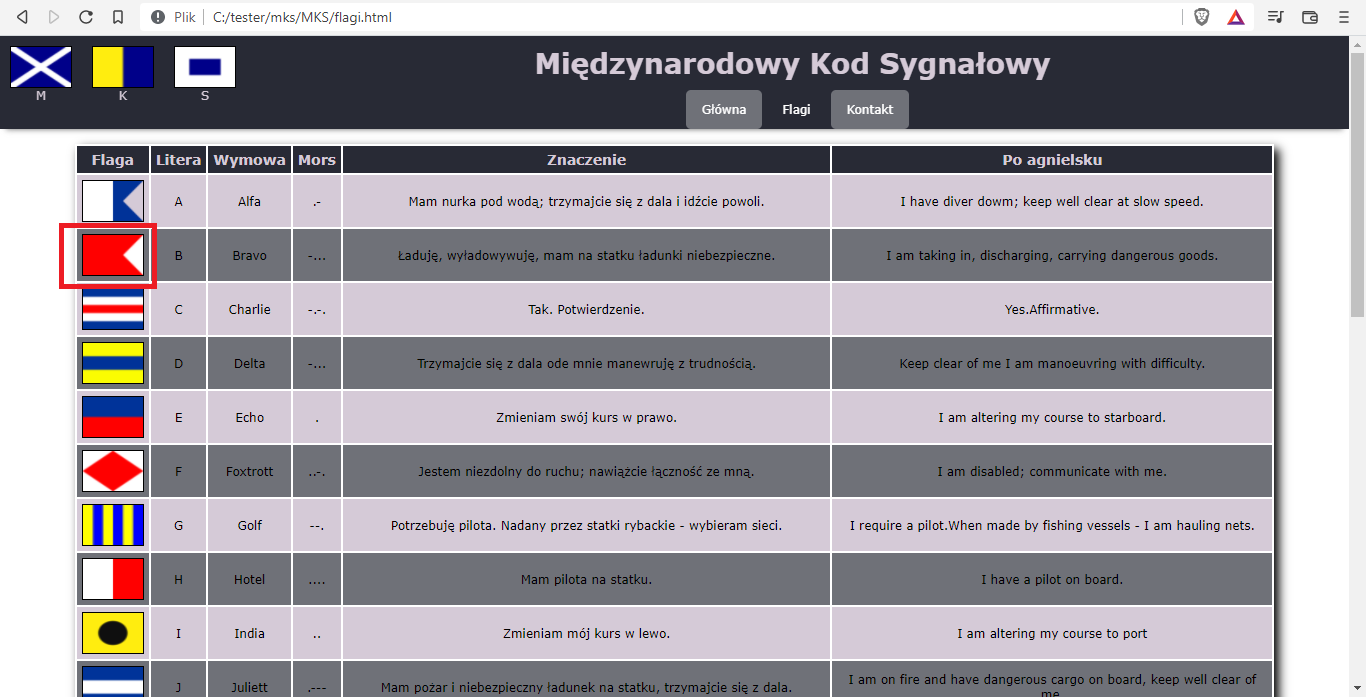 Plik C:/tester/mks/MKS/flagi.html
M K S
Międzynarodowy Kod Sygnałowy
Główna Flagi Kontakt
Flaga Litera Wymowa Mors Znaczenie Po agnielsku
A Alfa .- Mam nurka pod wodą; trzymajcie się z dala i idźcie powoli. I have diver dowm; keep well clear at slow speed.
B Bravo -... Ładuję, wyładowywuję, mam na statku ładunki niebezpieczne. I am taking in, discharging, carrying dangerous goods.
C Charlie -.-. Tak. Potwierdzenie. Yes.Affirmative.
D Delta -... Trzymajcie się z dala ode mnie manewruję z trudnością. Keep clear of me I am manoeuvring with difficulty.
E Echo . Zmieniam swój kurs w prawo. I am altering my course to starboard.
F Foxtrott ..-. Jestem niezdolny do ruchu; nawiążcie łączność ze mną. I am disabled; communicate with me.
G Golf --. Potrzebuję pilota. Nadany przez statki rybackie - wybieram sieci. I require a pilot.When made by fishing vessels - I am hauling nets.
H Hotel .... Mam pilota na statku. I have a pilot on board.
I India .. Zmieniam mój kurs w lewo. I am altering my course to port
J Juliett .--- Mam pożar i niebezpieczny ładunek na statku, trzymajcie się z dala. I am on fire and have dangerous cargo on board, keep well clear of
me